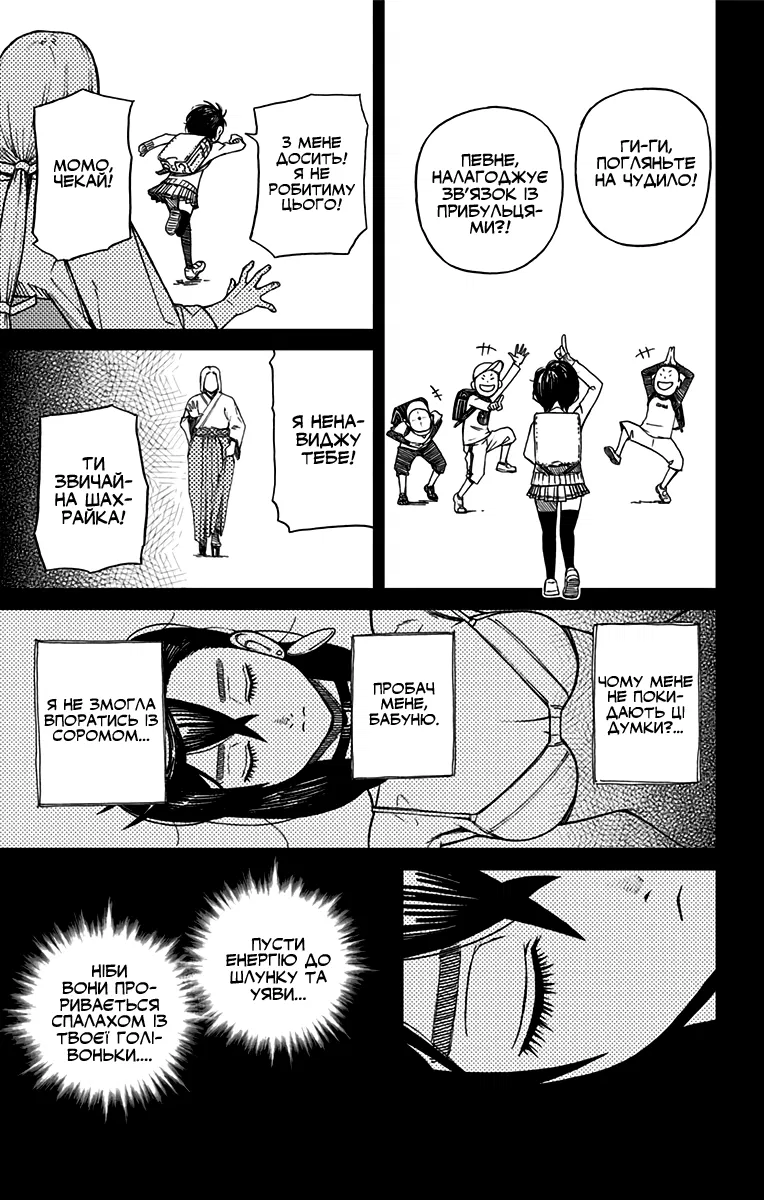 ГИ-ГИ,
ПОГЛЯНЬТЕ
НА ЧУДИЛО!
ПЕВНЕ,
НАЛАГОДЖУЄ
ЗВ'ЯЗОК ІЗ
ПРИБУЛЬЦЯ-
МИ?!
З МЕНЕ
ДОСИТЬ!
Я НЕ
РОБИТИМУ
ЦЬОГО!
МОМО,
ЧЕКАЙ!
Я НЕНА-
ВИДЖУ
ТЕБЕ!
ТИ
ЗВИЧАЙ-
НА ШАХ-
РАЙКА!
ЧОМУ МЕНЕ
НЕ ПОКИ-
ДАЮТЬ ЦІ
ДУМКИ?...
ПРОБАЧ
МЕНЕ,
БАБУНЮ.
Я НЕ ЗМОГЛА
ВПОРАТИСЬ ІЗ
СОРОМОМ...
ПУСТИ
ЕНЕРГІЮ ДО
ШЛУНКУ ТА
УЯВИ...
НІБИ
ВОНИ ПРО-
РИВАЄТЬСЯ
СПАЛАХОМ ІЗ
ТВОЄЇ ГОЛІ-
ВОНЬКИ....